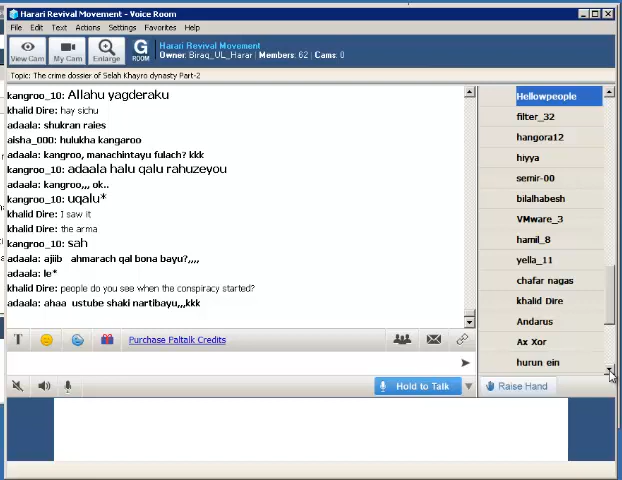 Harari Revival Movement - Voice Room
File Edit Text Actions Settings Favorites Help
View Cam My Cam Enlarge G ROOM
Harari Revival Movement
Owner: Biraq_UL_Harar | Members: 62 | Cams: 0
Topic: The crime dossier of Selah Khayro dynasty Part-2
kangroo_10: Allahu yagderaku
khalid Dire: hay sichu
adaala: shukran raies
aisha_000: hulukha kangaroo
adaala: kangroo, manachintayu fulach? kkk
kangroo_10: adaala halu qalu rahuzeyou
adaala: kangroo,,, ok..
kangroo_10: uqalu*
khalid Dire: I saw it
khalid Dire: the arma
kangroo_10: sah
adaala: ajiib ahmarach qal bona bayu?,,,,
adaala: le*
khalid Dire: people do you see when the conspiracy started?
adaala: ahaa ustube shaki nartibayu,,,kkk
Hellowpeople
filter_32
hangora12
hiyya
semir-00
bilalhabesh
VMware_3
hamil_8
yella_11
chafar nagas
khalid Dire
Andarus
Ax Xor
hurun ein
T Purchase Paltalk Credits
Hold to Talk
Raise Hand